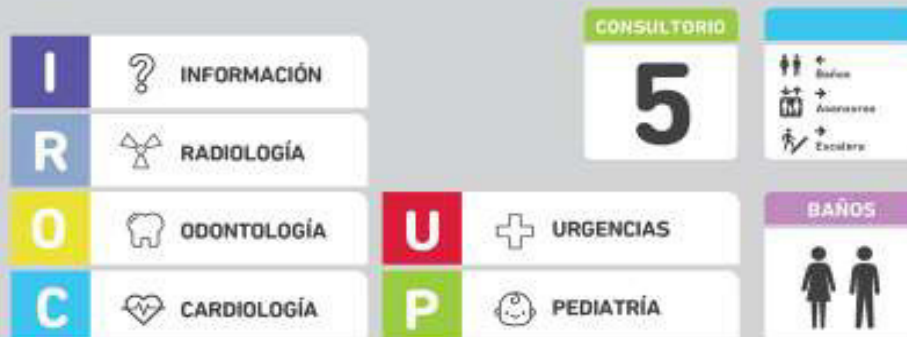 I INFORMACIÓN
R RADIOLOGÍA
O ODONTOLOGÍA
C CARDIOLOGÍA
U URGENCIAS
P PEDIATRÍA
CONSULTORIO
5
Baños
Ascensores
Escalera
BAÑOS